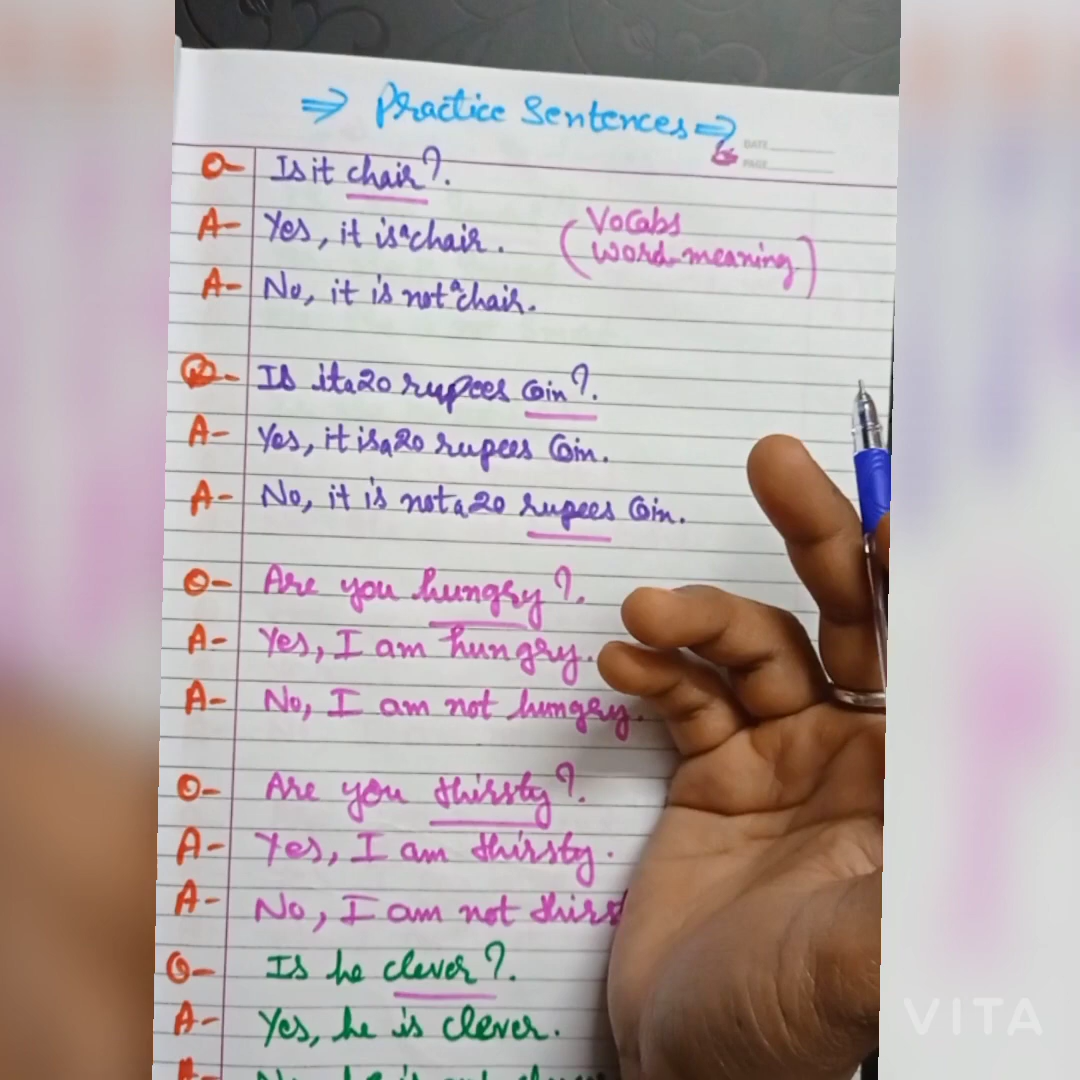 ⇒ Practice Sentences ⇒
DATE
PAGE
Q- Is it chair?.
A- Yes, it is a chair.
(Vocabs
Word-meaning)
A- No, it is not a chair.
Q- Is it a 20 rupees Coin?.
A- Yes, it is a 20 rupees Coin.
A- No, it is not a 20 rupees Coin.
Q- Are you hungry?.
A- Yes, I am hungry.
A- No, I am not hungry.
Q- Are you thirsty?.
A- Yes, I am thirsty.
A- No, I am not
Q- Is he clever?.
A- Yes, he is clever.
VITA